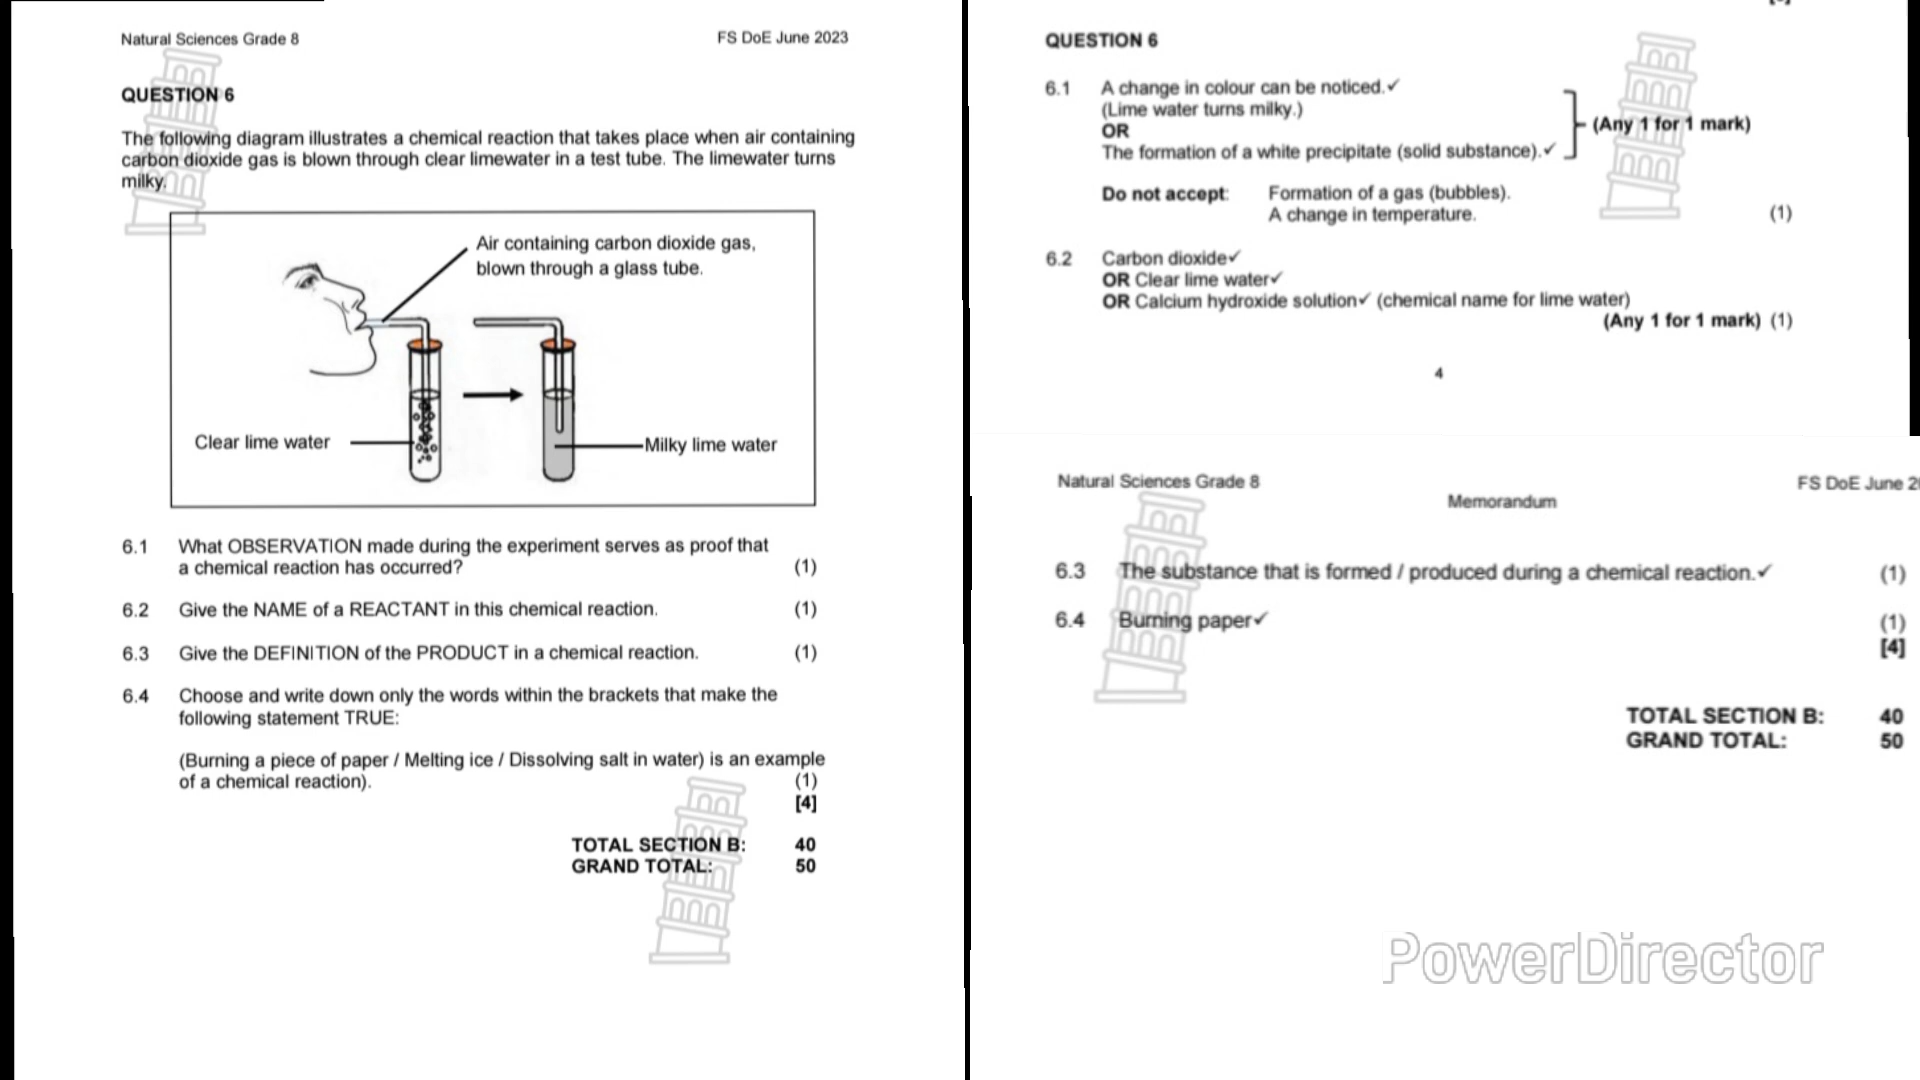 Natural Sciences Grade 8
FS DoE June 2023
QUESTION 6
The following diagram illustrates a chemical reaction that takes place when air containing
carbon dioxide gas is blown through clear limewater in a test tube. The limewater turns
milky.
Air containing carbon dioxide gas,
blown through a glass tube.
Clear lime water
Milky lime water
6.1 What OBSERVATION made during the experiment serves as proof that
a chemical reaction has occurred? (1)
6.2 Give the NAME of a REACTANT in this chemical reaction. (1)
6.3 Give the DEFINITION of the PRODUCT in a chemical reaction. (1)
6.4 Choose and write down only the words within the brackets that make the
following statement TRUE:
(Burning a piece of paper / Melting ice / Dissolving salt in water) is an example
of a chemical reaction). (1)
[4]
TOTAL SECTION B: 40
GRAND TOTAL: 50
QUESTION 6
6.1 A change in colour can be noticed.✓
(Lime water turns milky.)
OR
(Any 1 for 1 mark)
The formation of a white precipitate (solid substance).✓
Do not accept: Formation of a gas (bubbles).
A change in temperature. (1)
6.2 Carbon dioxide✓
OR Clear lime water✓
OR Calcium hydroxide solution✓ (chemical name for lime water)
(Any 1 for 1 mark) (1)
4
Natural Sciences Grade 8
FS DoE June 2
Memorandum
6.3 The substance that is formed / produced during a chemical reaction.✓ (1)
6.4 Burning paper✓ (1)
[4]
TOTAL SECTION B: 40
GRAND TOTAL: 50
PowerDirector